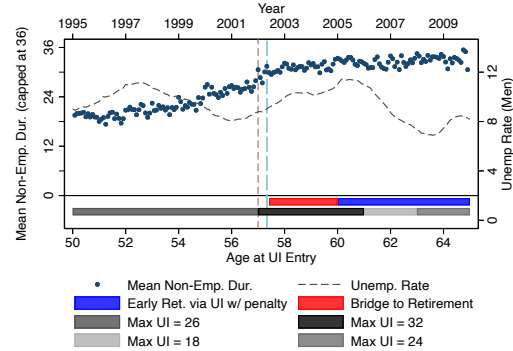 Year
1995 1997 1999 2001 2003 2005 2007 2009
Mean Non-Emp. Dur. (capped at 36)
36
24
12
0
Unemp Rate (Men)
12
8
4
0
50 52 54 56 58 60 62 64
Age at UI Entry
Mean Non-Emp. Dur. Unemp. Rate
Early Ret. via UI w/ penalty Bridge to Retirement
Max UI = 26 Max UI = 32
Max UI = 18 Max UI = 24